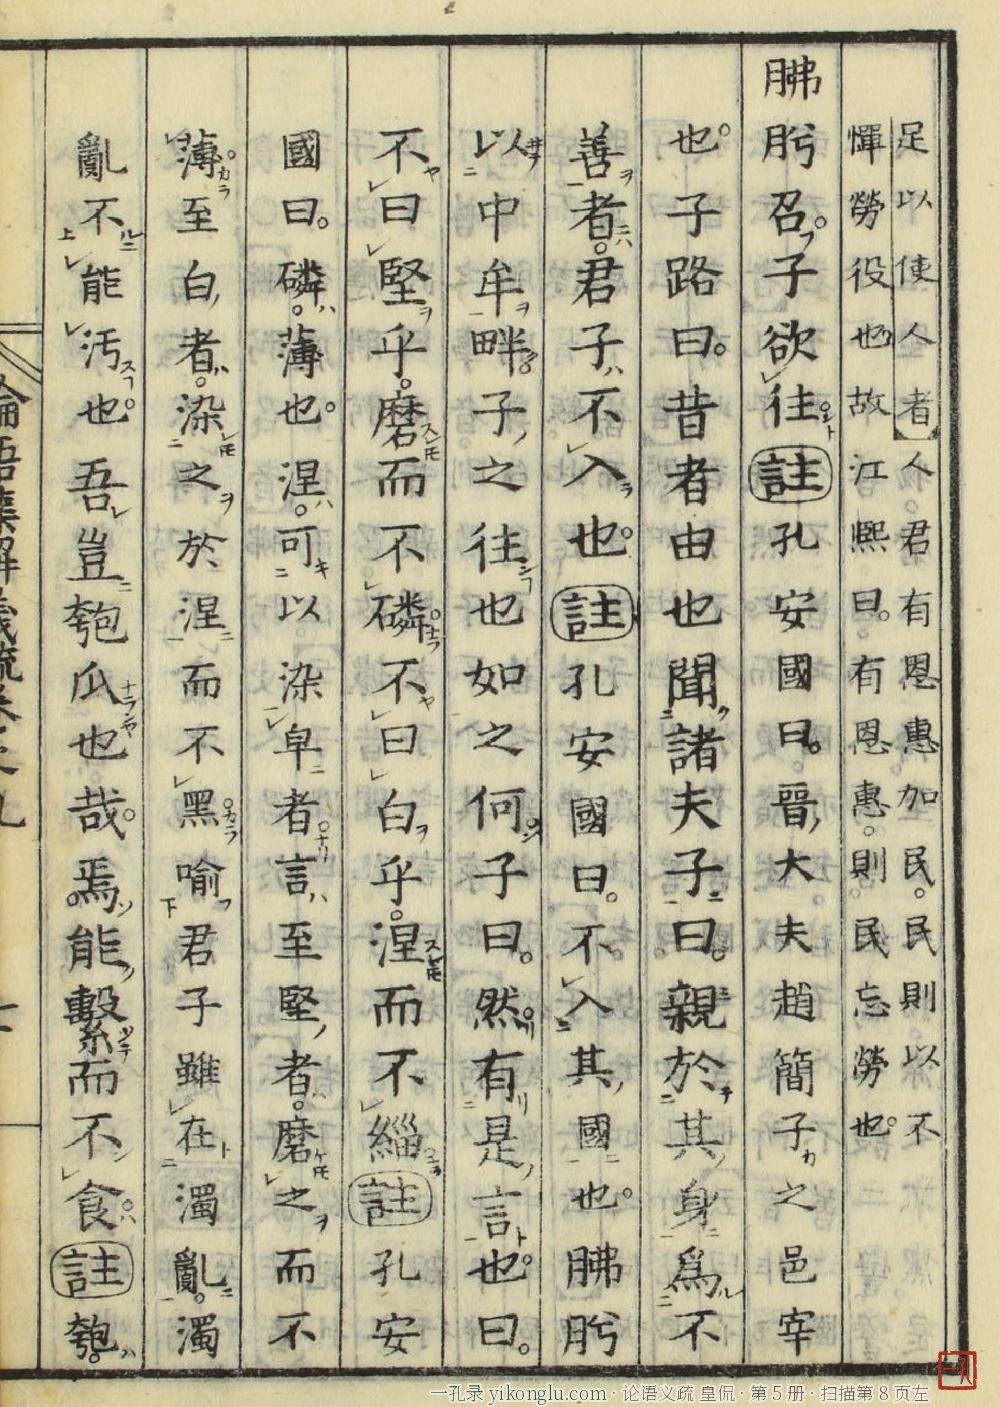 足以使人者人君有恩惠加民民則以不
憚勞役也故江熙曰有恩惠則民忘勞也
胇肸召子欲往註孔安國曰晉大夫趙簡子之邑宰
也子路曰昔者由也聞諸夫子曰親於其身爲不
善者君子不入也註孔安國曰不入其國也胇肸
以中牟畔子之往也如之何子曰然有是言也曰
不曰堅乎磨而不磷不曰白乎涅而不緇註孔安
國曰磷薄也涅可以染皁者言至堅者磨之而不
薄至白者染之於涅而不黑喻君子雖在濁亂濁
亂不能汚也吾豈匏瓜也哉焉能繫而不食註匏
論語集解義疏卷之九
一孔录 yikonglu.com · 论语义疏 皇侃 · 第 5 册 · 扫描第 8 页左